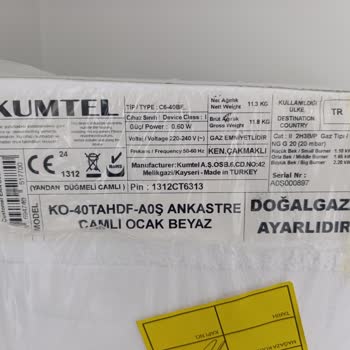 KUMTEL
TİP / TYPE : C6-40BF
Cihaz Sınıfı / Device Class : I
Güç/ Power : 0.60 W
Voltaj / Voltage 220-240 V (~)
Frekans / Frequency 50-60 Hz
Net Ağırlık
Net Weight
11.3 KG
Brüt Ağırlık
Gross Weight
11.8 KG
GAZ EMNİYETLİDİR
KEN.ÇAKMAKLI
KULLANILDIĞI
ÜLKE
DESTINATION
COUNTRY
TR
Cat : II 2H3B/P Gaz Tipi /
NG G 20 (20 mbar)
Küçük Bek / Small Burner
Orta Bek /
Büyük Bek /
Manufacturer: Kumtel A.Ş.OSB.6.CD.NO:42
Melikgazi/Kayseri - Made in TURKEY
Serial Nr :
A0S000897
CE
24
1312
(YANDAN DÜĞMELİ CAMLI)
Pin : 1312CT6313
MODEL
KO-40TAHDF-A0Ş ANKASTRE
CAMLI OCAK BEYAZ
DOĞALGAZ
AYARLIDIR
TARİH
KAPI NO